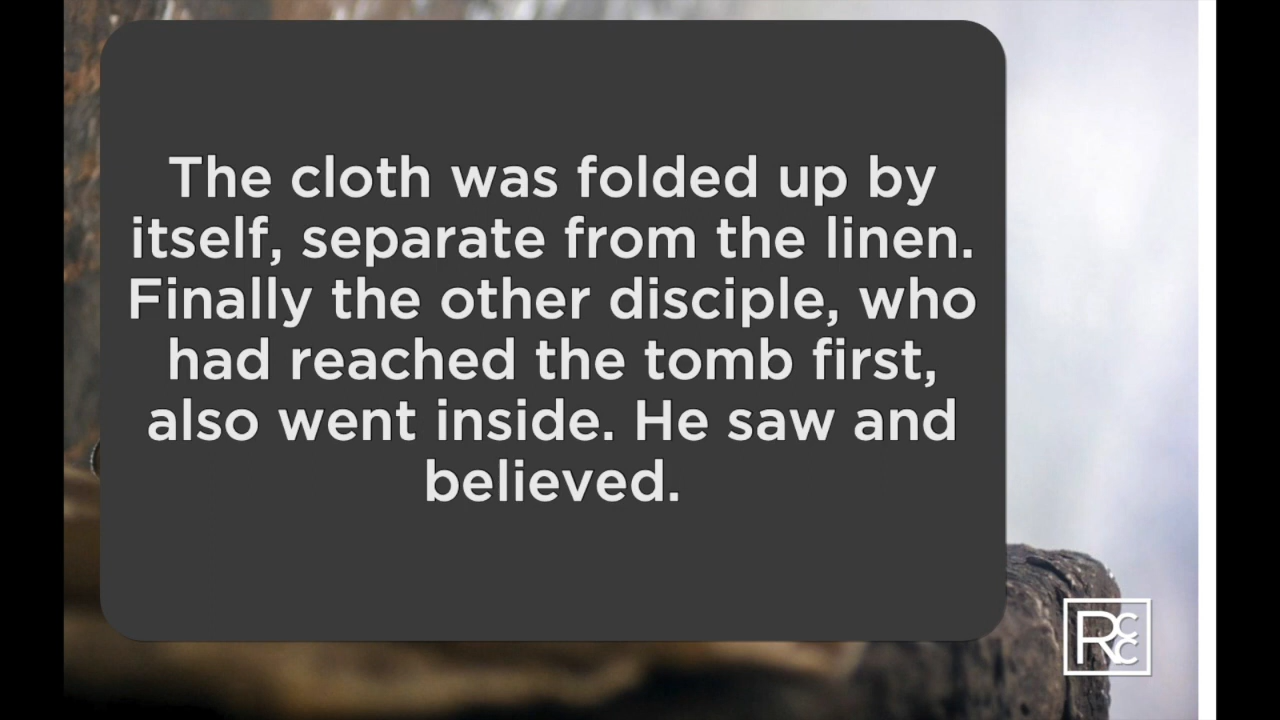 The cloth was folded up by
itself, separate from the linen.
Finally the other disciple, who
had reached the tomb first,
also went inside. He saw and
believed.
RCC